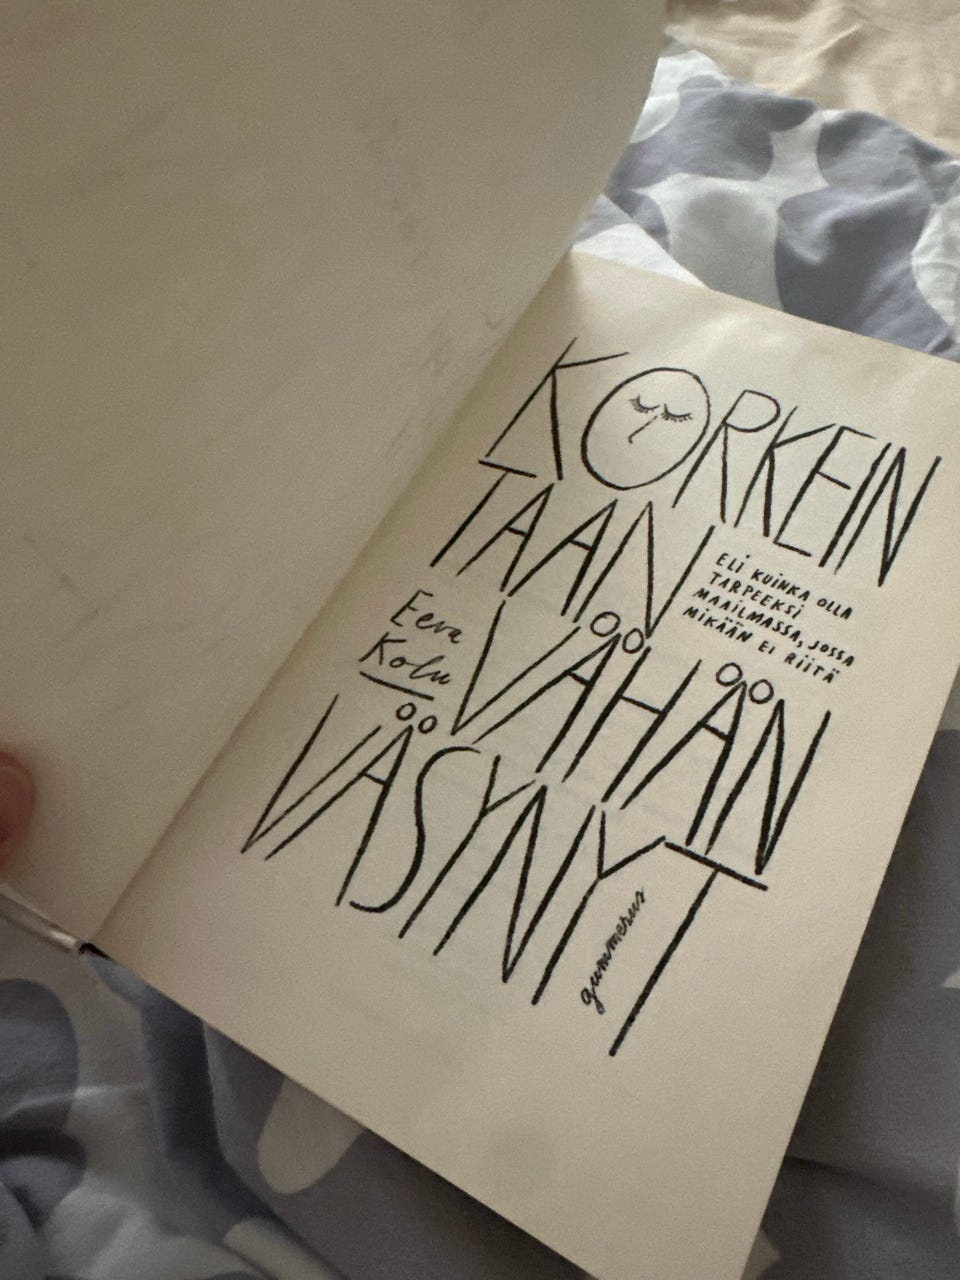 KORKEIN
TAAN
ELI KUINKA OLLA
TARPEEKSI
MAAILMASSA, JOSSA
MIKÄÄN EI RIITÄ
Eeva
Kolu
VÄHÄN
VÄSYNYT
gummerus